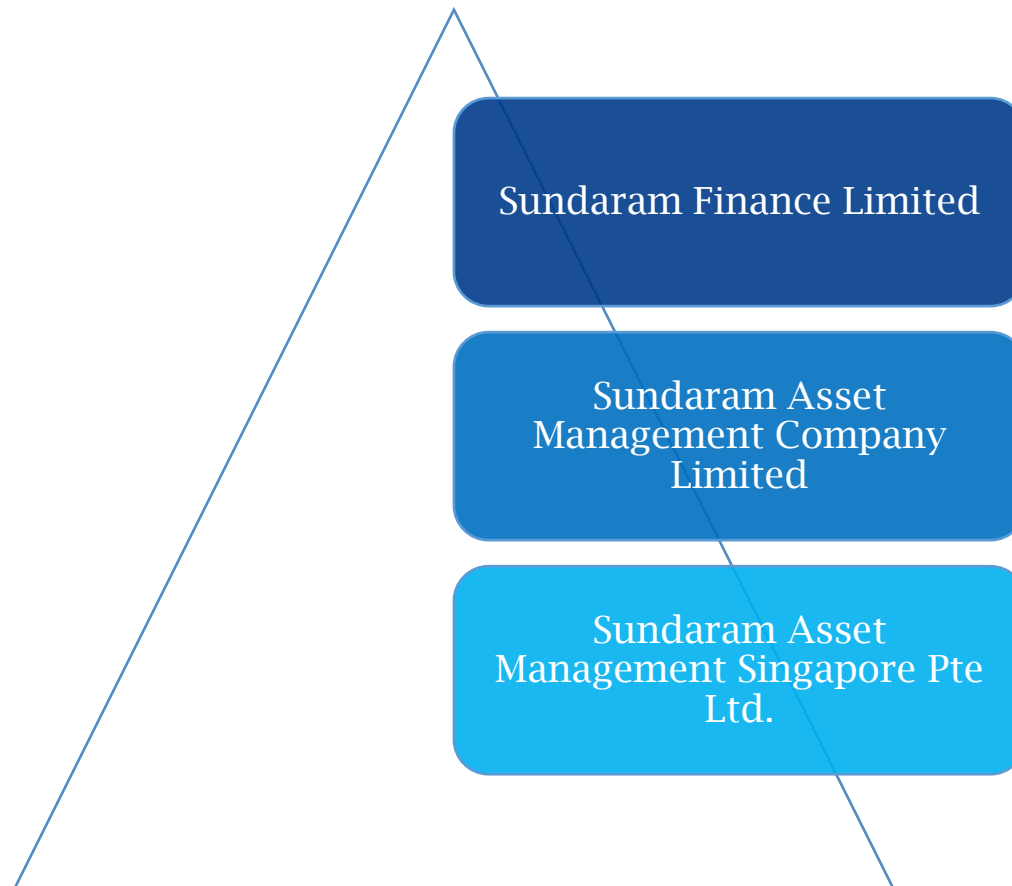 Sundaram Finance Limited
Sundaram Asset
Management Company
Limited
Sundaram Asset
Management Singapore Pte
Ltd.